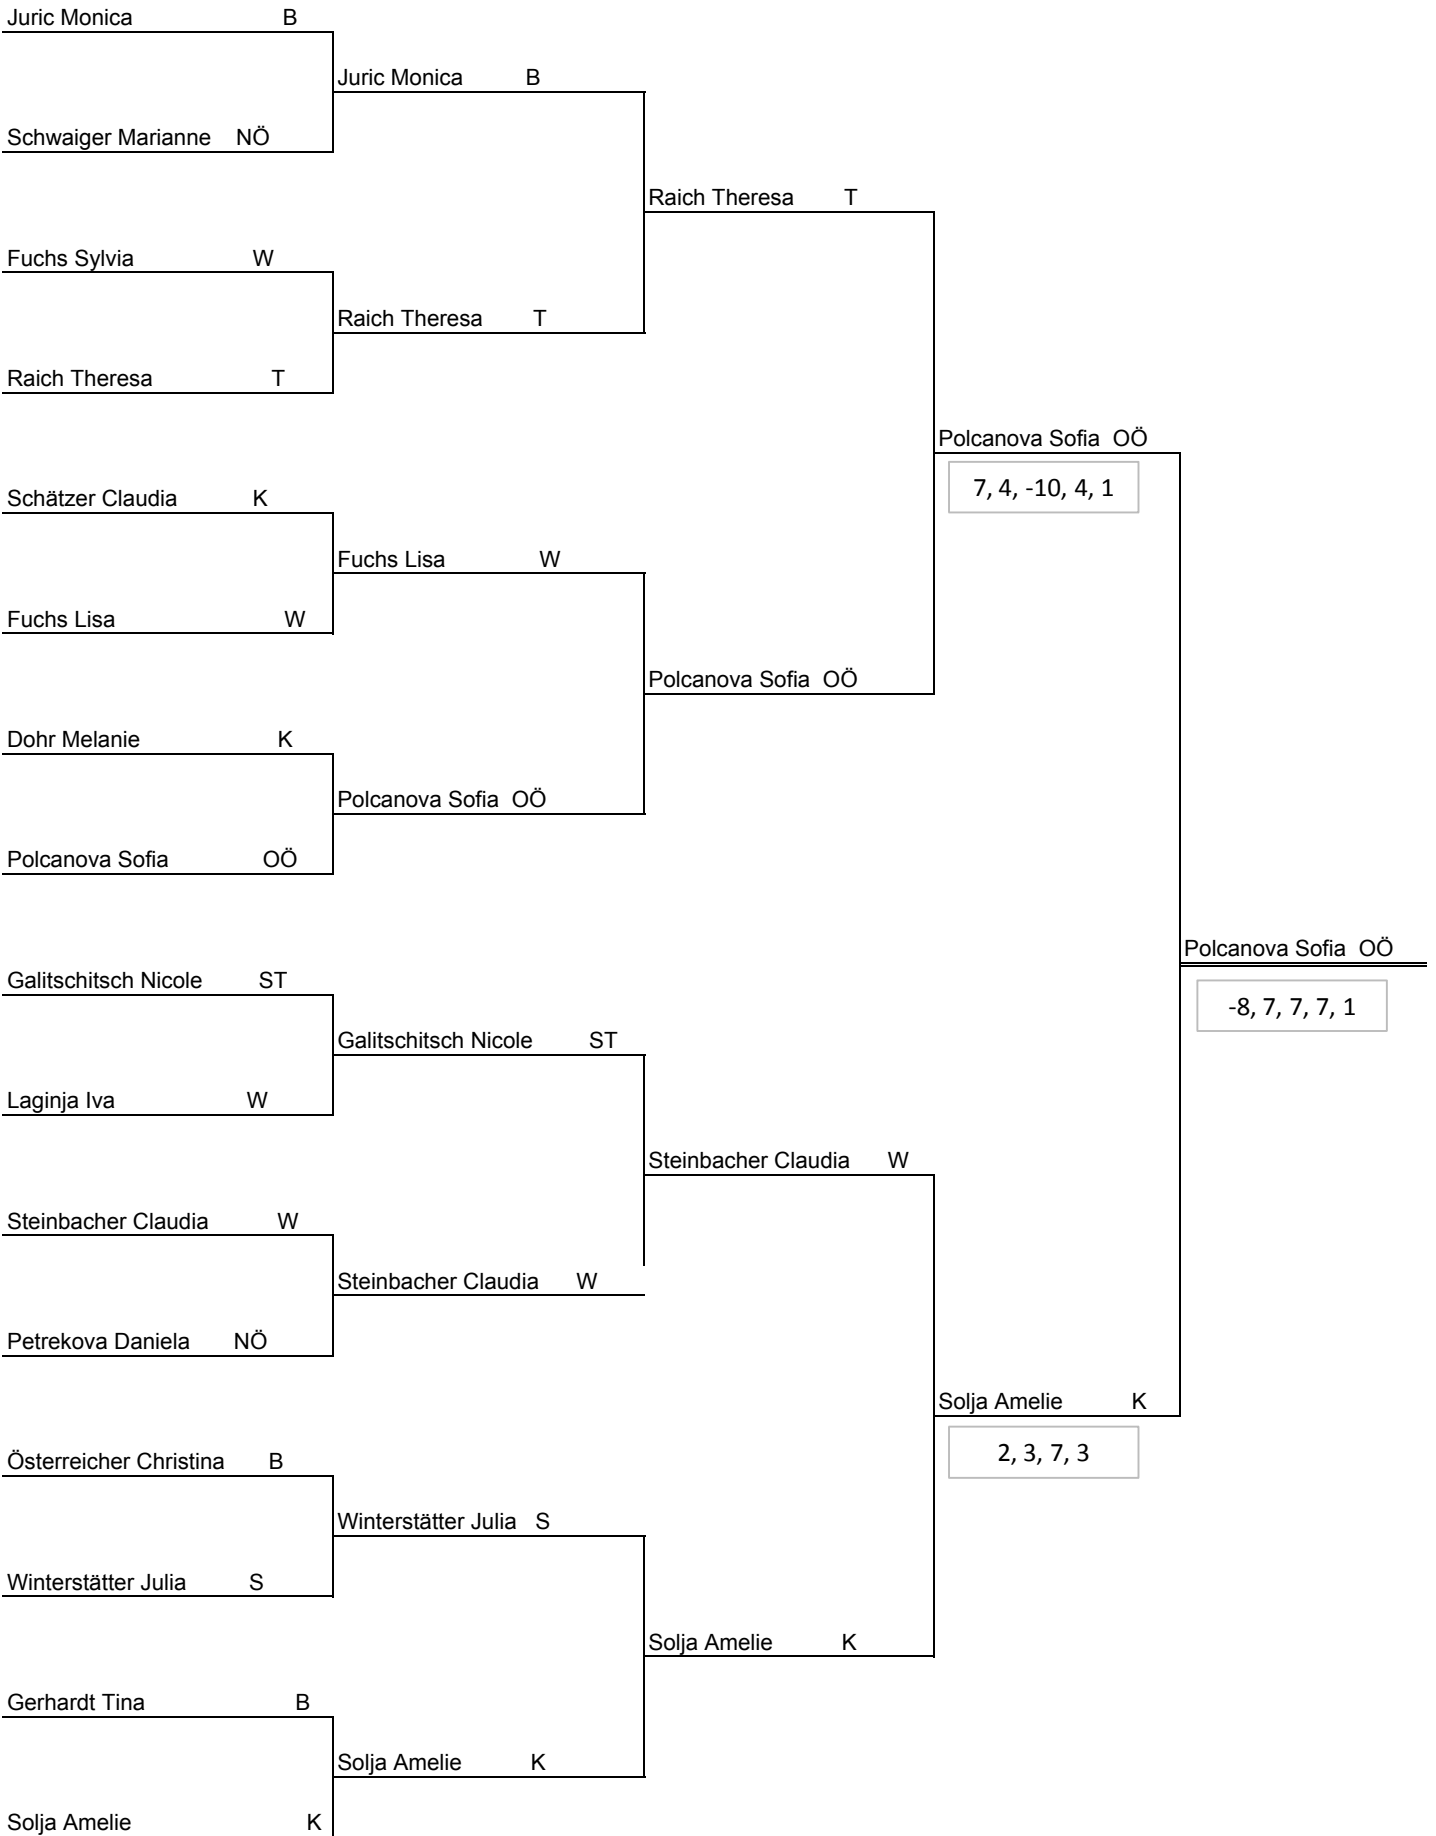 Juric Monica B
Juric Monica B
Schwaiger Marianne NÖ
Raich Theresa T
Fuchs Sylvia W
Raich Theresa T
Raich Theresa T
Polcanova Sofia OÖ
7, 4, -10, 4, 1
Schätzer Claudia K
Fuchs Lisa W
Fuchs Lisa W
Polcanova Sofia OÖ
Dohr Melanie K
Polcanova Sofia OÖ
Polcanova Sofia OÖ
Polcanova Sofia OÖ
-8, 7, 7, 7, 1
Galitschitsch Nicole ST
Galitschitsch Nicole ST
Laginja Iva W
Steinbacher Claudia W
Steinbacher Claudia W
Steinbacher Claudia W
Petrekova Daniela NÖ
Solja Amelie K
2, 3, 7, 3
Österreicher Christina B
Winterstätter Julia S
Winterstätter Julia S
Solja Amelie K
Gerhardt Tina B
Solja Amelie K
Solja Amelie K